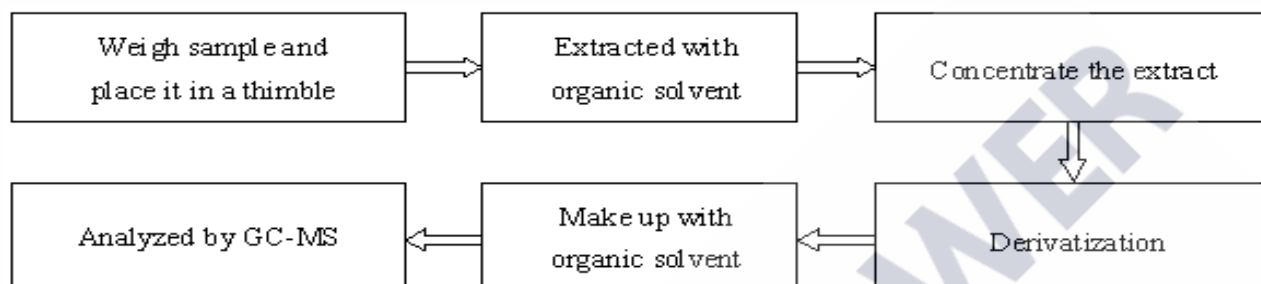 Weigh sample and
place it in a thimble
Extracted with
organic solvent
Concentrate the extract
Derivatization
Make up with
organic solvent
Analyzed by GC-MS
WER